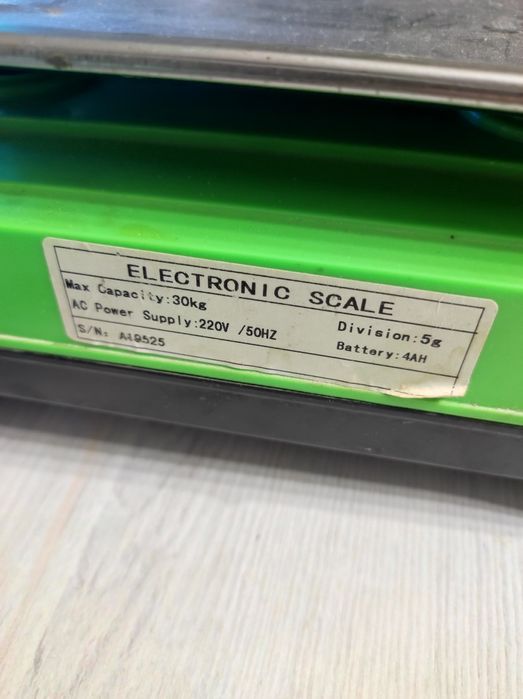 ELECTRONIC SCALE
Max Capacity:30kg Division:5g
AC Power Supply:220V /50HZ Battery:4AH
S/N: A19525